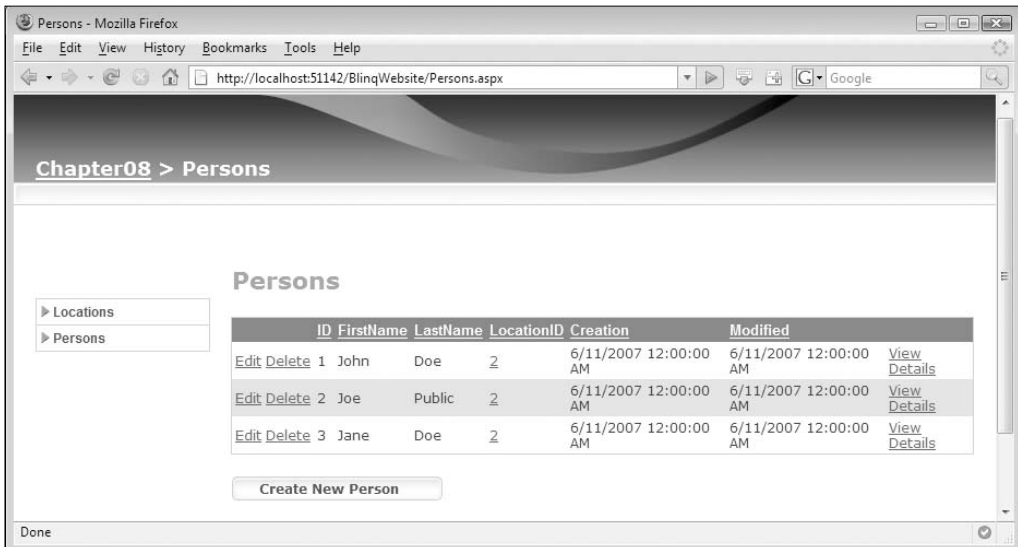 Persons - Mozilla Firefox
File Edit View History Bookmarks Tools Help
http://localhost:51142/BlinqWebsite/Persons.aspx
G Google
Chapter08 > Persons
Persons
Locations
Persons
ID FirstName LastName LocationID Creation Modified
Edit Delete 1 John Doe 2 6/11/2007 12:00:00 AM 6/11/2007 12:00:00 AM View Details
Edit Delete 2 Joe Public 2 6/11/2007 12:00:00 AM 6/11/2007 12:00:00 AM View Details
Edit Delete 3 Jane Doe 2 6/11/2007 12:00:00 AM 6/11/2007 12:00:00 AM View Details
Create New Person
Done